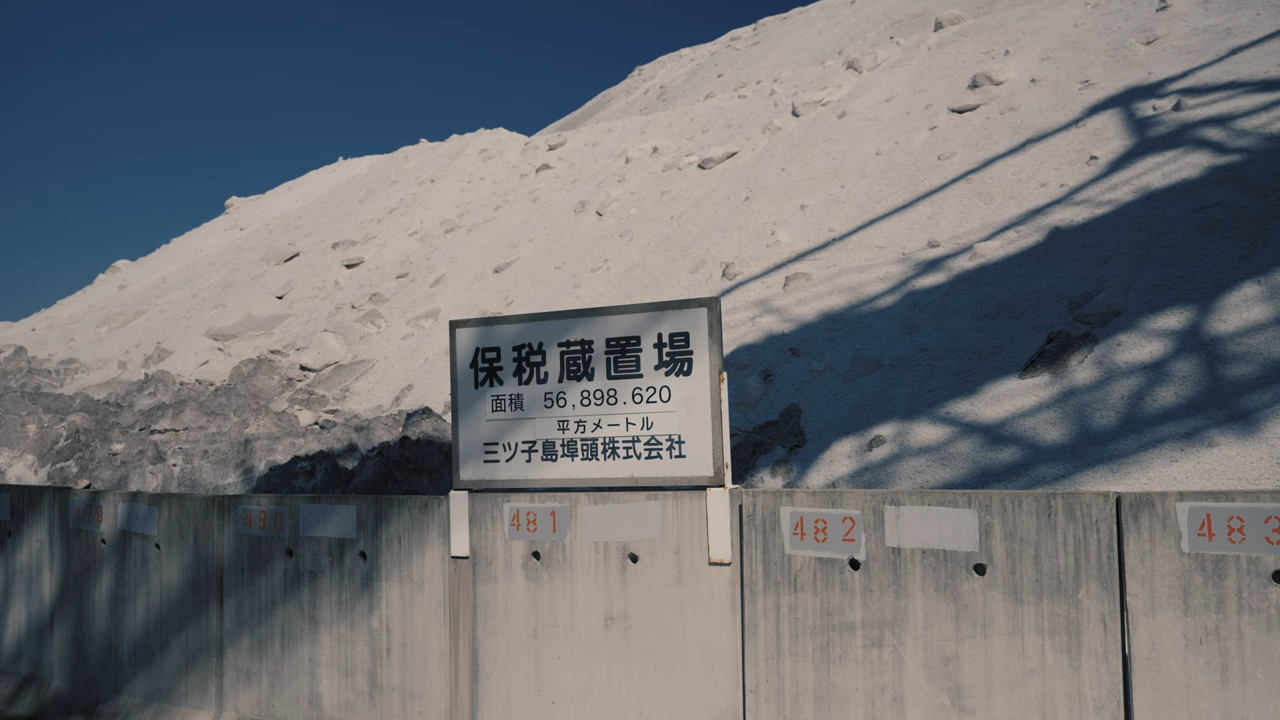 保税蔵置場
面積 56,898.620
平方メートル
三ツ子島埠頭株式会社
479 480 481 482 483